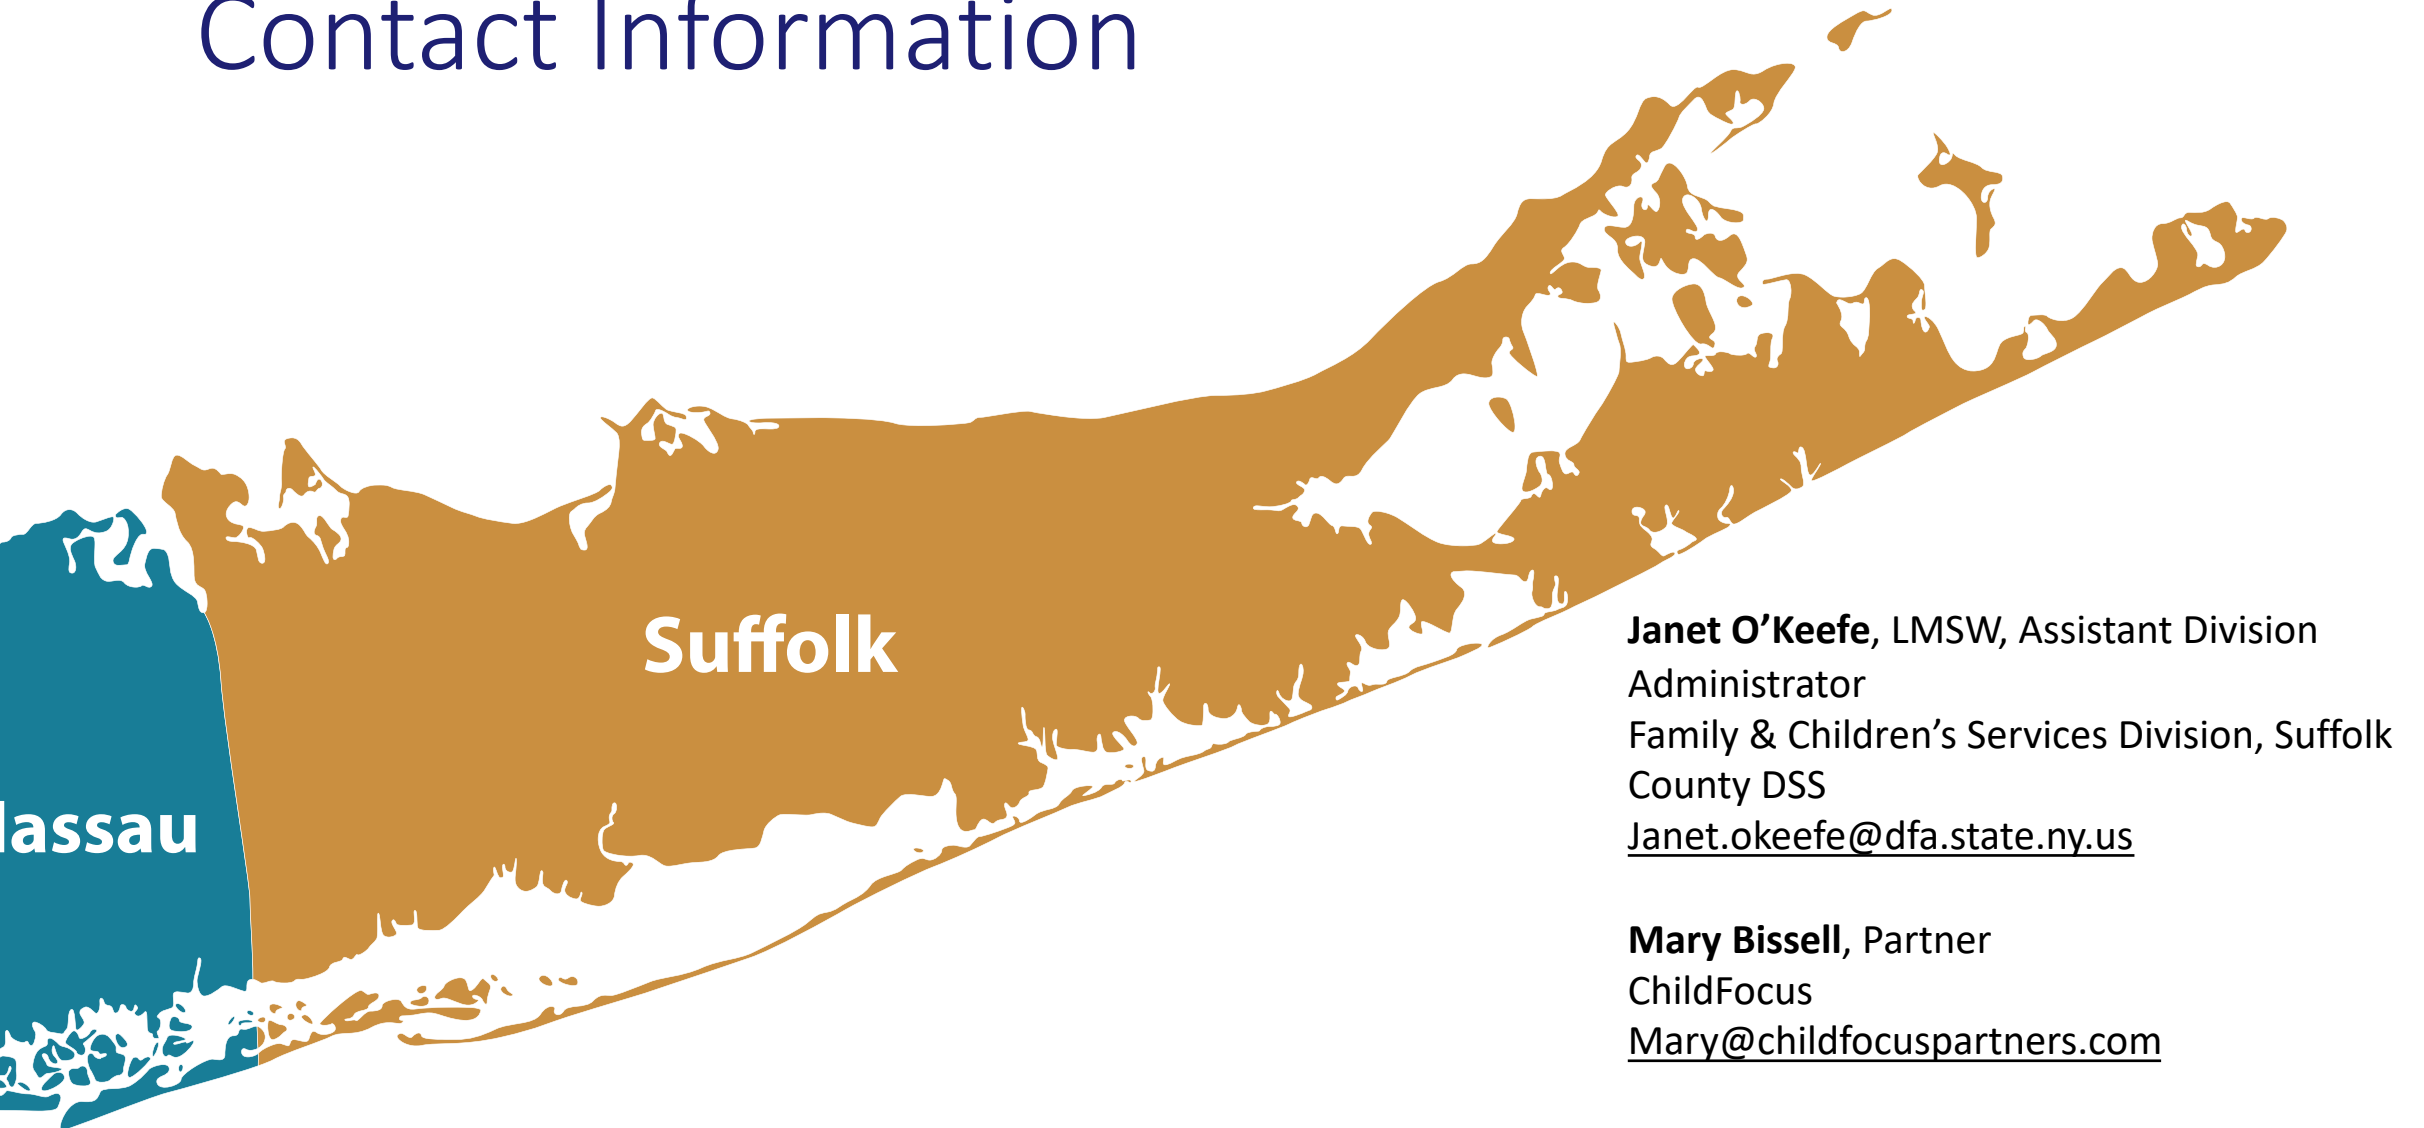 Contact Information
Suffolk
Janet O’Keefe, LMSW, Assistant Division
Administrator
Family & Children’s Services Division, Suffolk
County DSS
Janet.okeefe@dfa.state.ny.us
lassau
Mary Bissell, Partner
ChildFocus
Mary@childfocuspartners.com